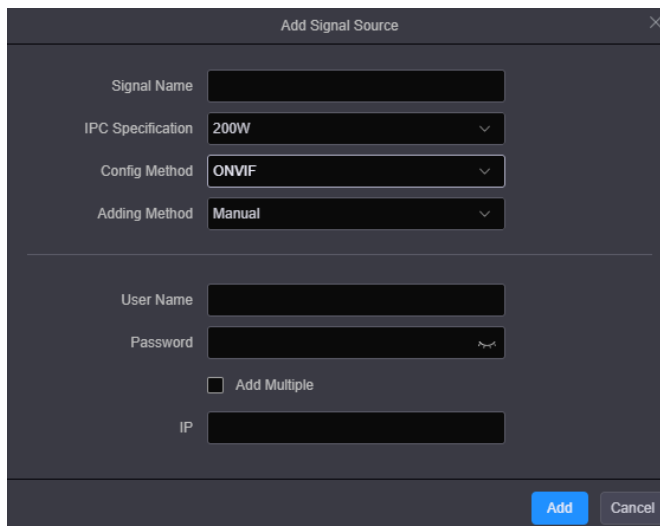 Add Signal Source
Signal Name
IPC Specification 200W
Config Method ONVIF
Adding Method Manual
User Name
Password
Add Multiple
IP
Add Cancel